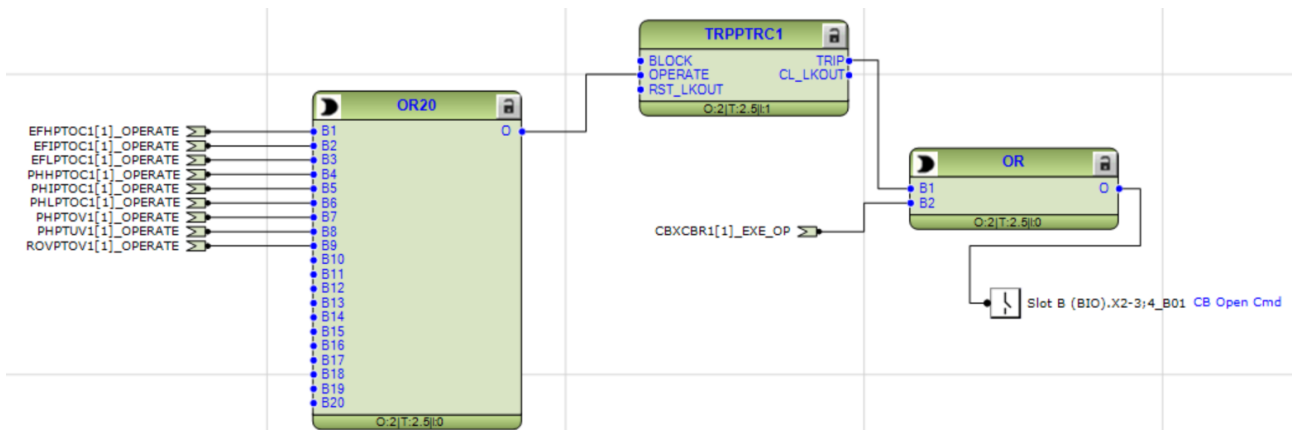 TRPPTRC1
BLOCK TRIP
OPERATE CL_LKOUT
RST_LKOUT
O:2|T:2.5|I:1
OR20
EFHPTOC1[1]_OPERATE B1 O
EFIPTOC1[1]_OPERATE B2
EFLPTOC1[1]_OPERATE B3
PHHPTOC1[1]_OPERATE B4
PHIPTOC1[1]_OPERATE B5
PHLPTOC1[1]_OPERATE B6
PHPTOV1[1]_OPERATE B7
PHPTUV1[1]_OPERATE B8
ROVPTOV1[1]_OPERATE B9
B10
B11
B12
B13
B14
B15
B16
B17
B18
B19
B20
O:2|T:2.5|I:0
OR
B1 O
CBXCBR1[1]_EXE_OP B2
O:2|T:2.5|I:0
Slot B (BIO).X2-3;4_B01 CB Open Cmd